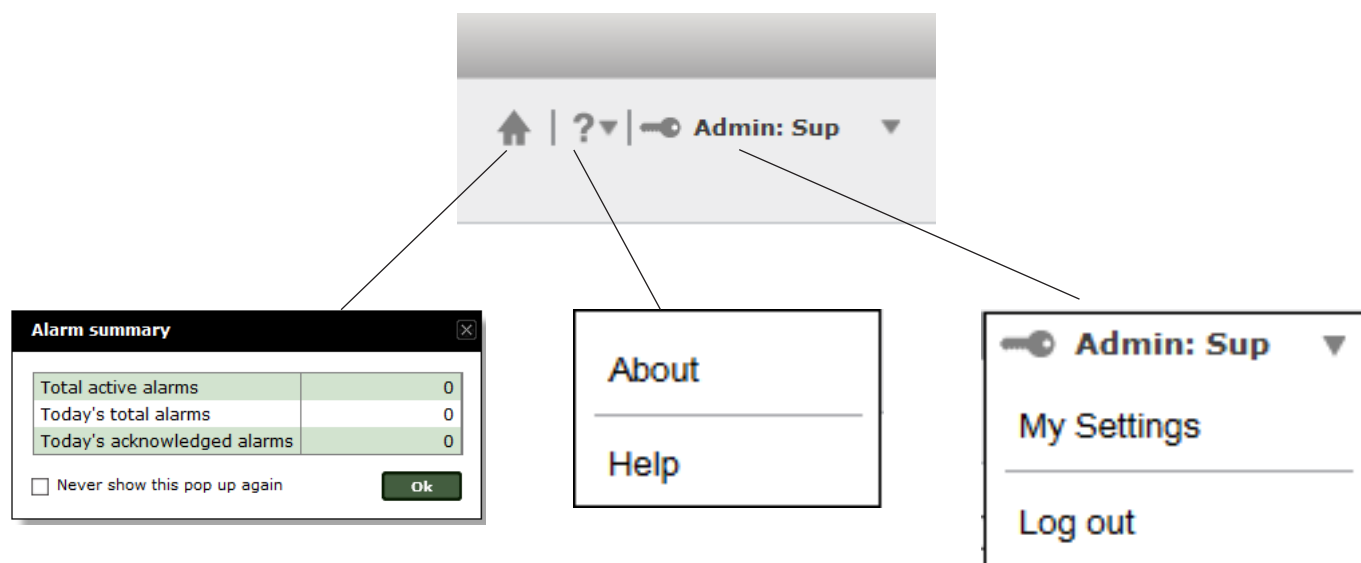 ? Admin: Sup
Alarm summary
Total active alarms 0
Today's total alarms 0
Today's acknowledged alarms 0
Never show this pop up again
Ok
About
Help
Admin: Sup
My Settings
Log out